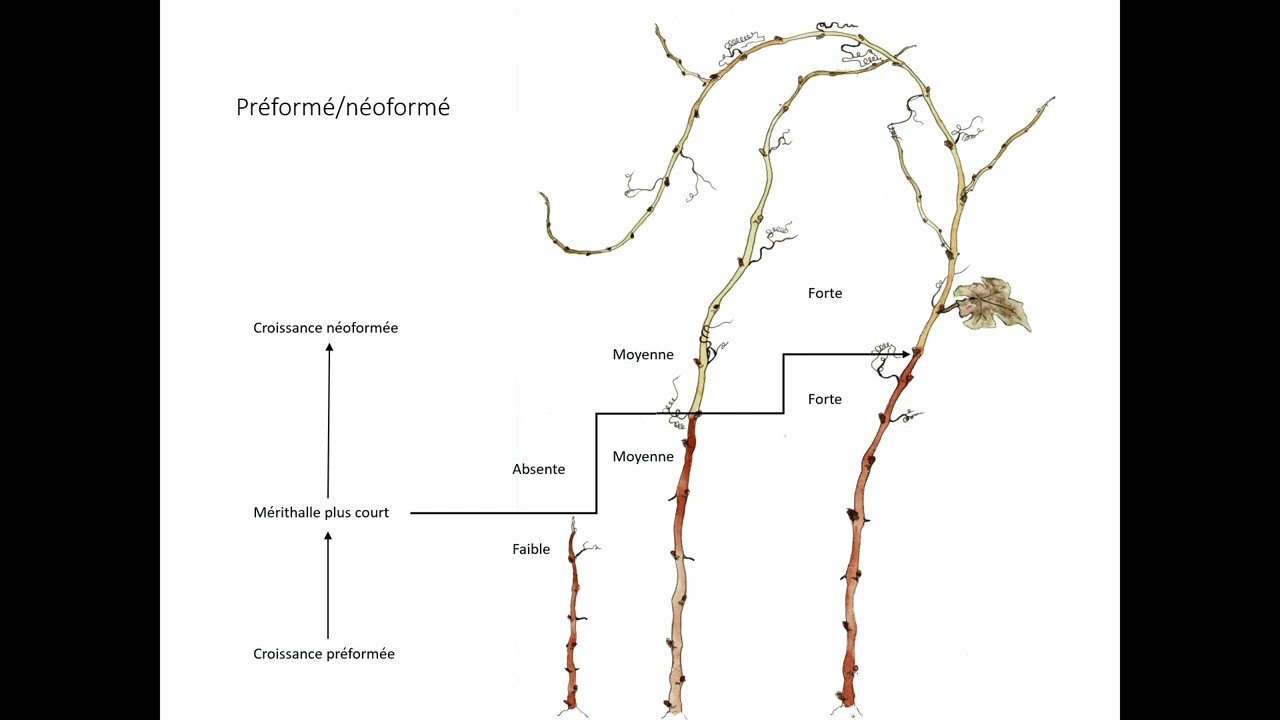 Préformé/néoformé
Forte
Croissance néoformée
Moyenne
Forte
Moyenne
Absente
Mérithalle plus court
Faible
Croissance préformée